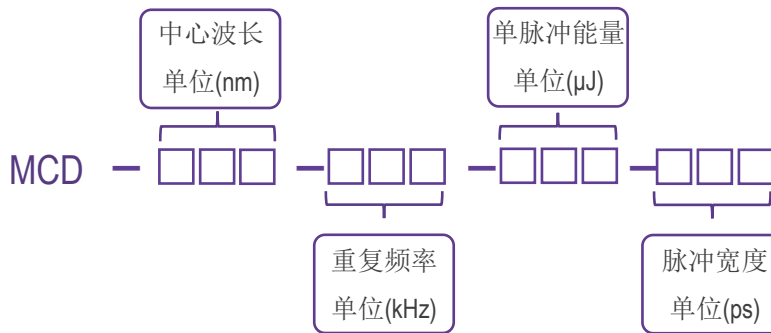 中心波长
单位(nm)
单脉冲能量
单位(μJ)
MCD
重复频率
单位(kHz)
脉冲宽度
单位(ps)